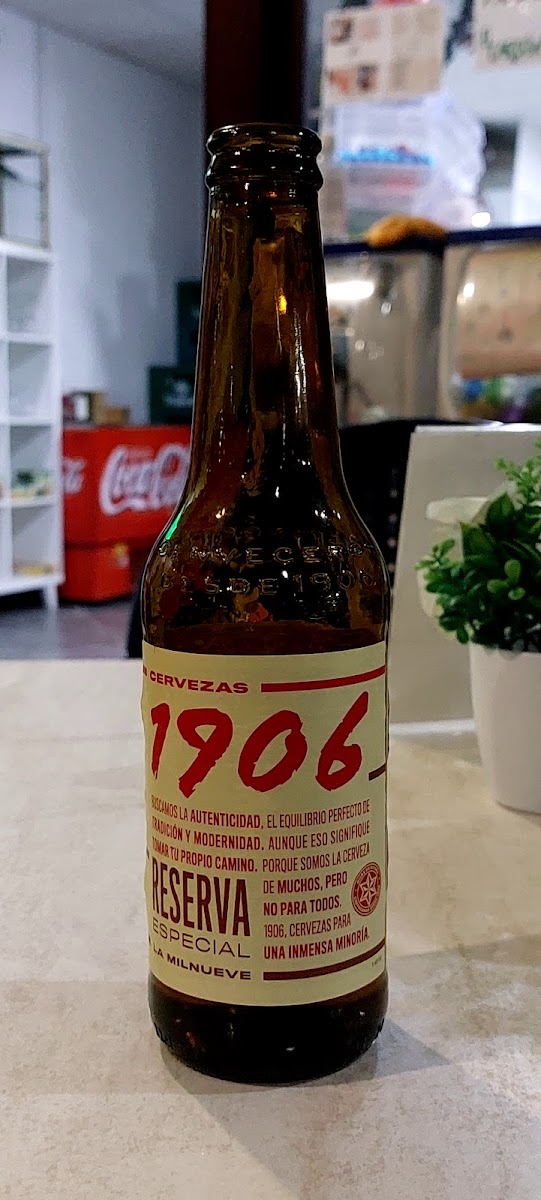 Coca-Cola
CERVECEROS
DESDE 1906
CERVEZAS
1906
BUSCAMOS LA AUTENTICIDAD, EL EQUILIBRIO PERFECTO DE
TRADICIÓN Y MODERNIDAD. AUNQUE ESO SIGNIFIQUE
TOMAR TU PROPIO CAMINO. PORQUE SOMOS LA CERVEZA
DE MUCHOS, PERO
NO PARA TODOS.
1906, CERVEZAS PARA
UNA INMENSA MINORÍA.
RESERVA
ESPECIAL
LA MILNUEVE